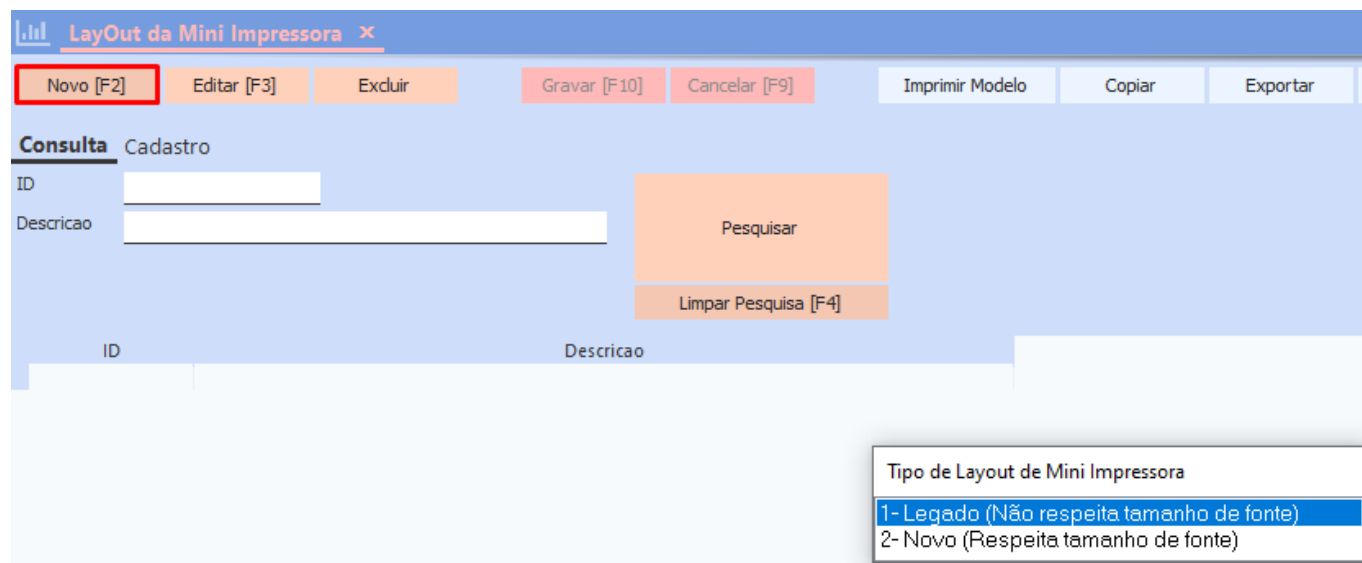 LayOut da Mini Impressora ×
Novo [F2] Editar [F3] Excluir Gravar [F10] Cancelar [F9] Imprimir Modelo Copiar Exportar
Consulta Cadastro
ID
Descricao
Pesquisar
Limpar Pesquisa [F4]
ID Descricao
Tipo de Layout de Mini Impressora
1- Legado (Não respeita tamanho de fonte)
2- Novo (Respeita tamanho de fonte)